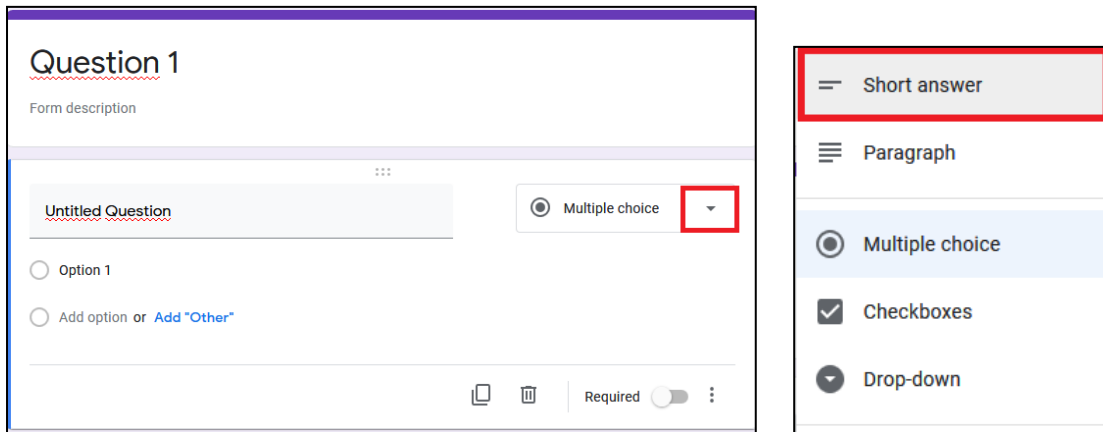 Question 1
Form description
Untitled Question
Multiple choice
Option 1
Add option or Add "Other"
Required
Short answer
Paragraph
Multiple choice
Checkboxes
Drop-down